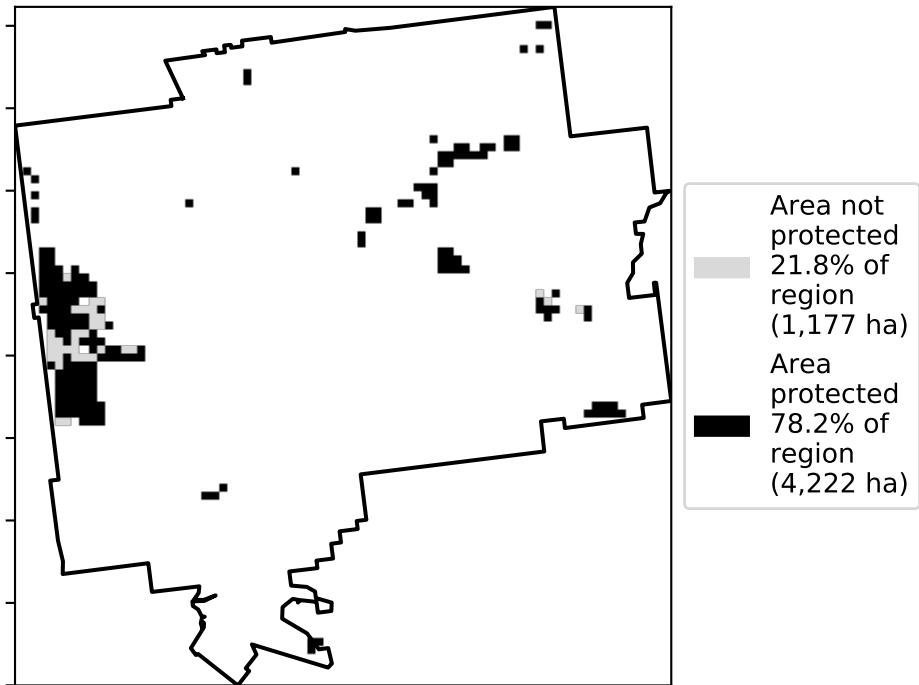 Area not
protected
21.8% of
region
(1,177 ha)
Area
protected
78.2% of
region
(4,222 ha)